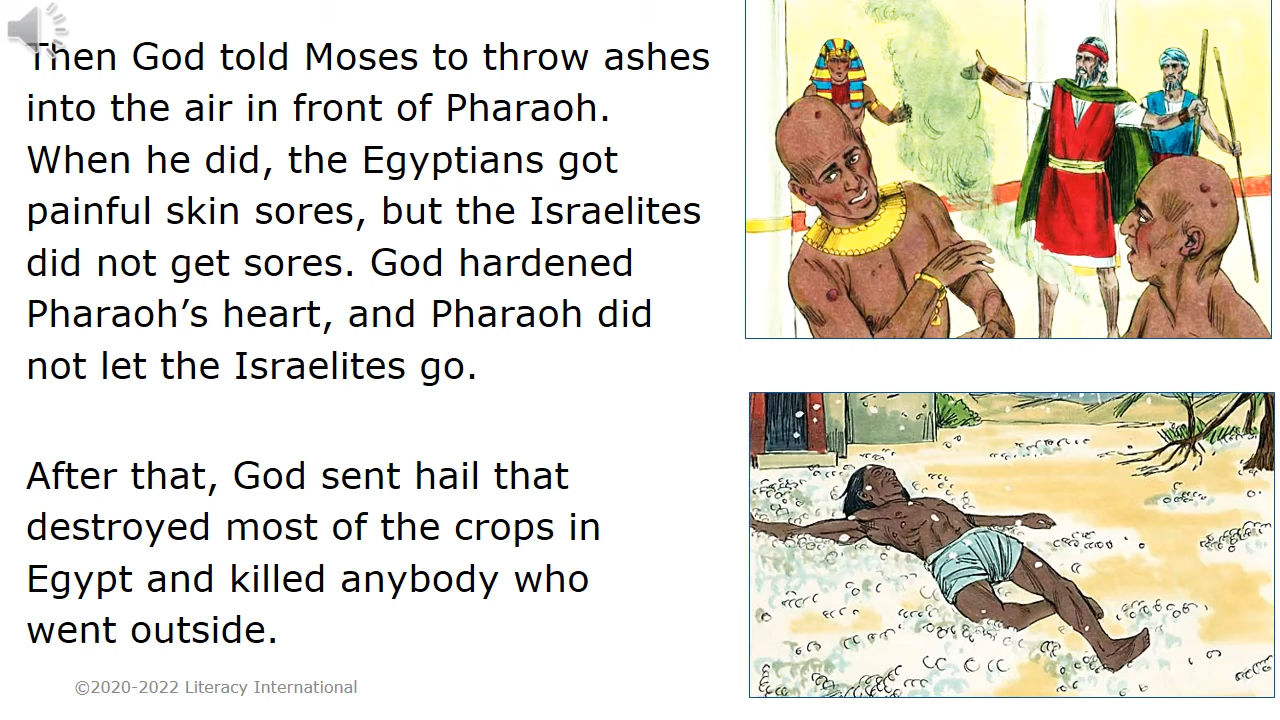 Then God told Moses to throw ashes
into the air in front of Pharaoh.
When he did, the Egyptians got
painful skin sores, but the Israelites
did not get sores. God hardened
Pharaoh’s heart, and Pharaoh did
not let the Israelites go.
After that, God sent hail that
destroyed most of the crops in
Egypt and killed anybody who
went outside.
©2020-2022 Literacy International